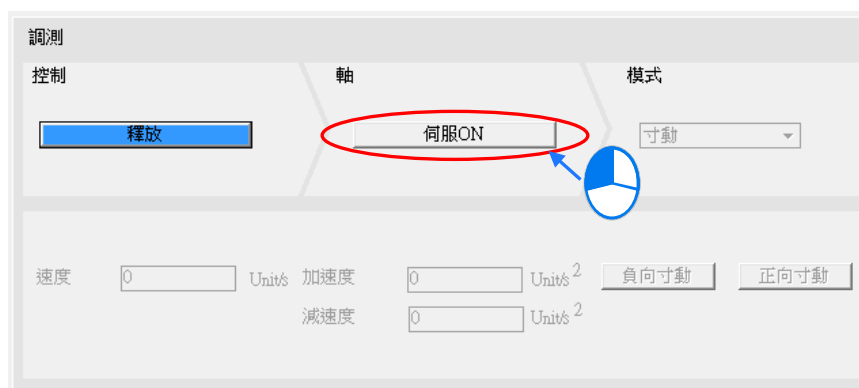 調測
控制 軸 模式
釋放 伺服ON 寸動
速度 0 Unit/s 加速度 0 Unit/s 2 負向寸動 正向寸動
減速度 0 Unit/s 2